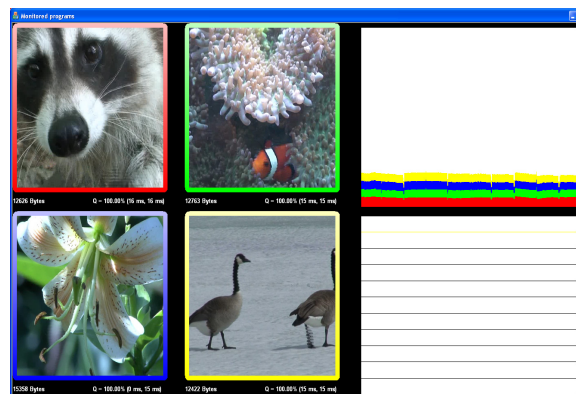 Monitored programs
12626 Bytes Q = 100.00% (16 ms, 16 ms)
12763 Bytes Q = 100.00% (15 ms, 15 ms)
15358 Bytes Q = 100.00% (0 ms, 15 ms)
12422 Bytes Q = 100.00% (15 ms, 15 ms)